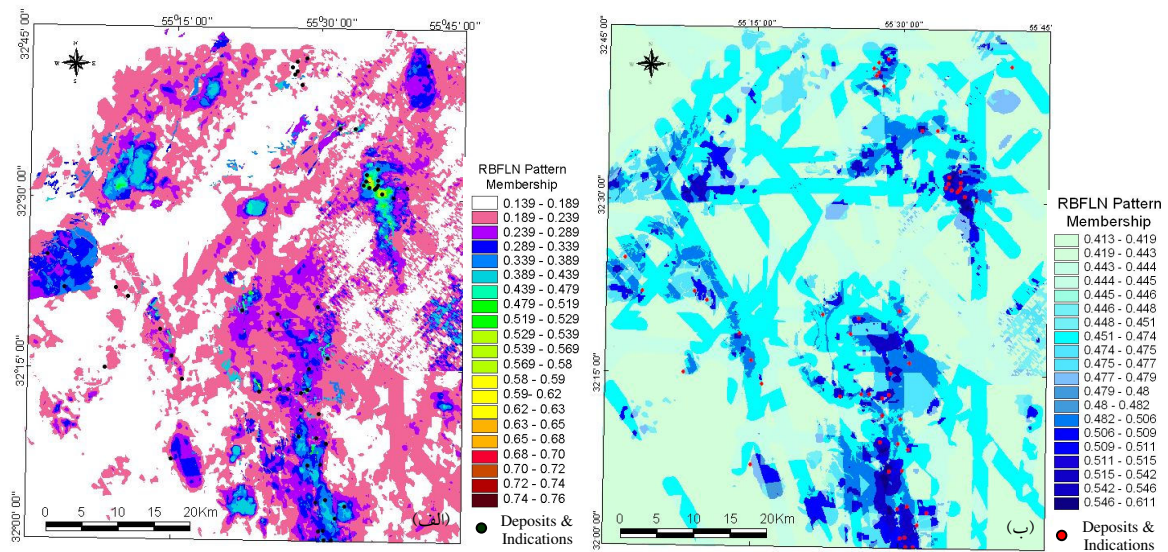 55°15' 00"
55°30' 00"
55°45' 00"
32°45' 00"
32°30' 00"
32°15' 00"
32°00' 00"
N
E
S
W
RBFLN Pattern
Membership
0.139 - 0.189
0.189 - 0.239
0.239 - 0.289
0.289 - 0.339
0.339 - 0.389
0.389 - 0.439
0.439 - 0.479
0.479 - 0.519
0.519 - 0.529
0.529 - 0.539
0.539 - 0.569
0.569 - 0.58
0.58 - 0.59
0.59- 0.62
0.62 - 0.63
0.63 - 0.65
0.65 - 0.68
0.68 - 0.70
0.70 - 0.72
0.72 - 0.74
0.74 - 0.76
Deposits &
Indications
0 5 10 15 20Km
(الف)
55 15' 00"
55 30' 00"
55 45'
32°45' 00"
32°30' 00"
32°15' 00"
32°00' 00"
N
E
S
W
RBFLN Pattern
Membership
0.413 - 0.419
0.419 - 0.443
0.443 - 0.444
0.444 - 0.445
0.445 - 0.446
0.446 - 0.448
0.448 - 0.451
0.451 - 0.474
0.474 - 0.475
0.475 - 0.477
0.477 - 0.479
0.479 - 0.48
0.48 - 0.482
0.482 - 0.506
0.506 - 0.509
0.509 - 0.511
0.511 - 0.515
0.515 - 0.542
0.542 - 0.546
0.546 - 0.611
Deposits &
Indications
0 5 10 15 20Km
(ب)